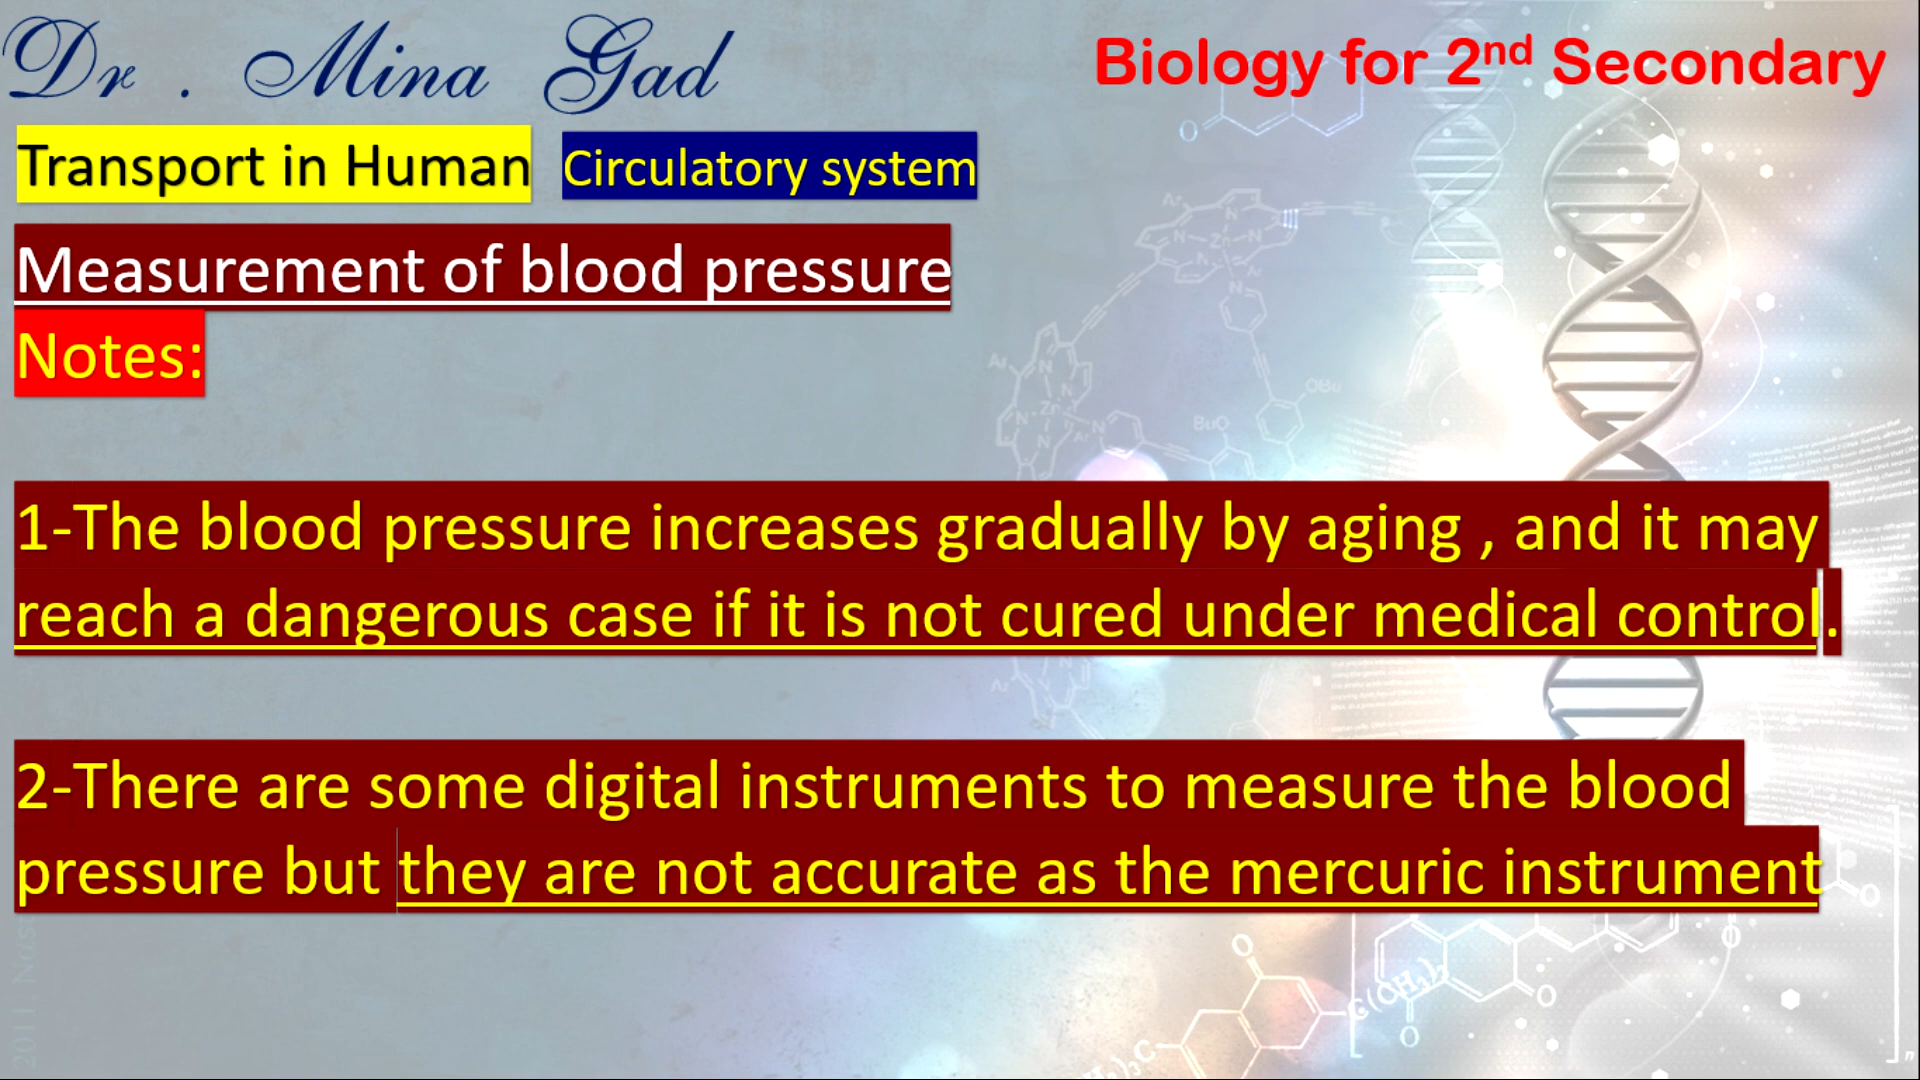 Dr . Mina Gad
Biology for 2nd Secondary
Transport in Human
Circulatory system
Measurement of blood pressure
Notes:
1-The blood pressure increases gradually by aging , and it may
reach a dangerous case if it is not cured under medical control.
2-There are some digital instruments to measure the blood
pressure but they are not accurate as the mercuric instrument